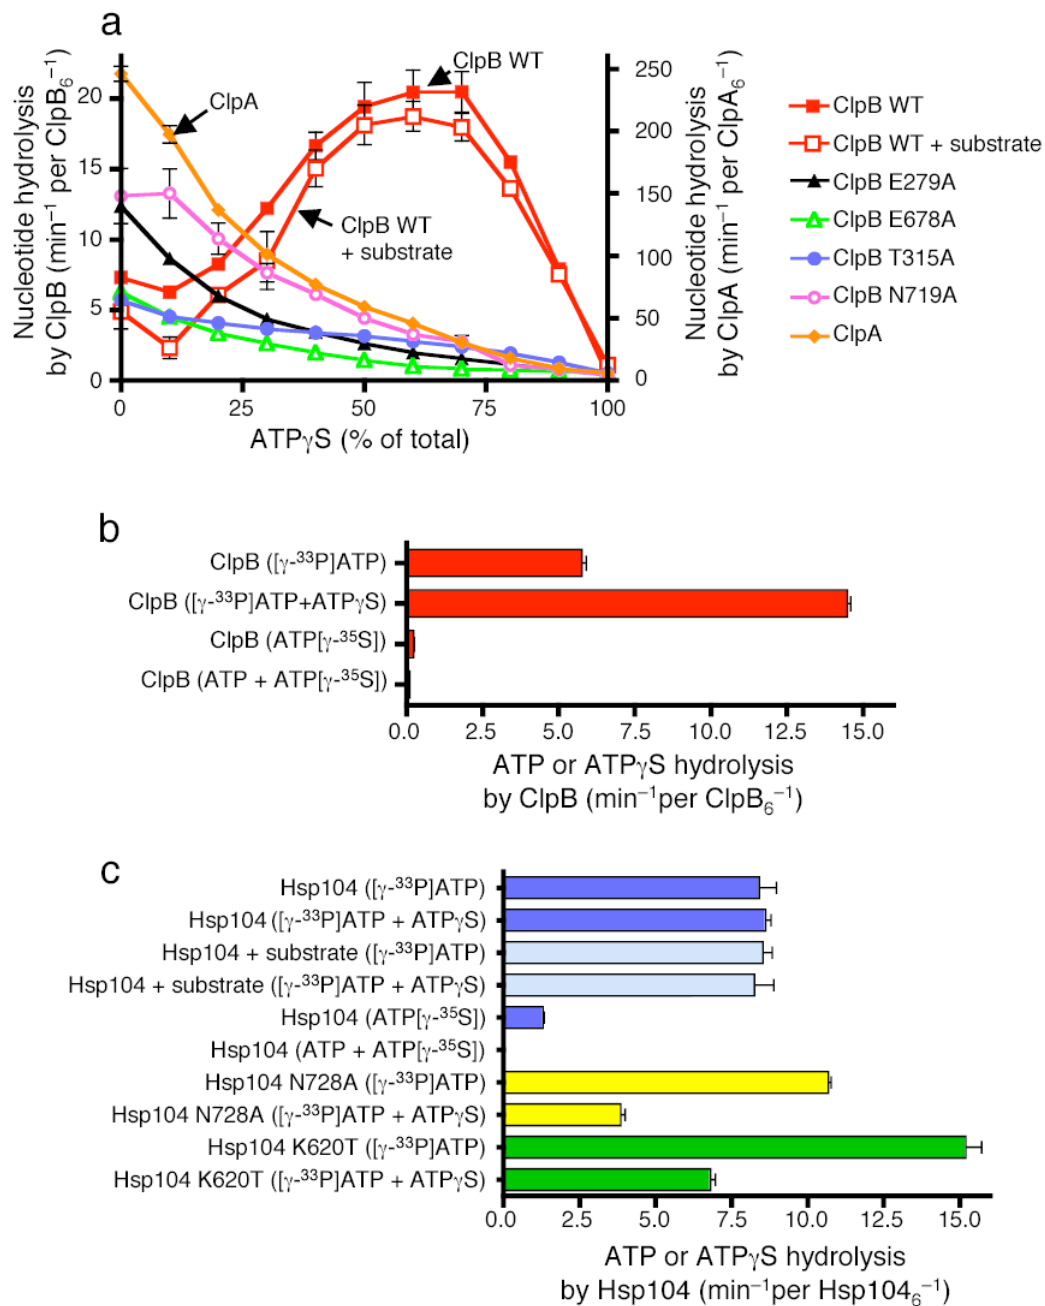 a
Nucleotide hydrolysis
by ClpB (min⁻¹ per ClpB₆⁻¹)
20
15
10
5
0
ClpA
ClpB WT
ClpB WT
+ substrate
250
200
150
100
50
0
Nucleotide hydrolysis
by ClpA (min⁻¹ per ClpA₆⁻¹)
0 25 50 75 100
ATPγS (% of total)
ClpB WT
ClpB WT + substrate
ClpB E279A
ClpB E678A
ClpB T315A
ClpB N719A
ClpA
b
ClpB ([γ-³³P]ATP)
ClpB ([γ-³³P]ATP+ATPγS)
ClpB (ATP[γ-³⁵S])
ClpB (ATP + ATP[γ-³⁵S])
0.0 2.5 5.0 7.5 10.0 12.5 15.0
ATP or ATPγS hydrolysis
by ClpB (min⁻¹per ClpB₆⁻¹)
c
Hsp104 ([γ-³³P]ATP)
Hsp104 ([γ-³³P]ATP + ATPγS)
Hsp104 + substrate ([γ-³³P]ATP)
Hsp104 + substrate ([γ-³³P]ATP + ATPγS)
Hsp104 (ATP[γ-³⁵S])
Hsp104 (ATP + ATP[γ-³⁵S])
Hsp104 N728A ([γ-³³P]ATP)
Hsp104 N728A ([γ-³³P]ATP + ATPγS)
Hsp104 K620T ([γ-³³P]ATP)
Hsp104 K620T ([γ-³³P]ATP + ATPγS)
0.0 2.5 5.0 7.5 10.0 12.5 15.0
ATP or ATPγS hydrolysis
by Hsp104 (min⁻¹per Hsp104₆⁻¹)